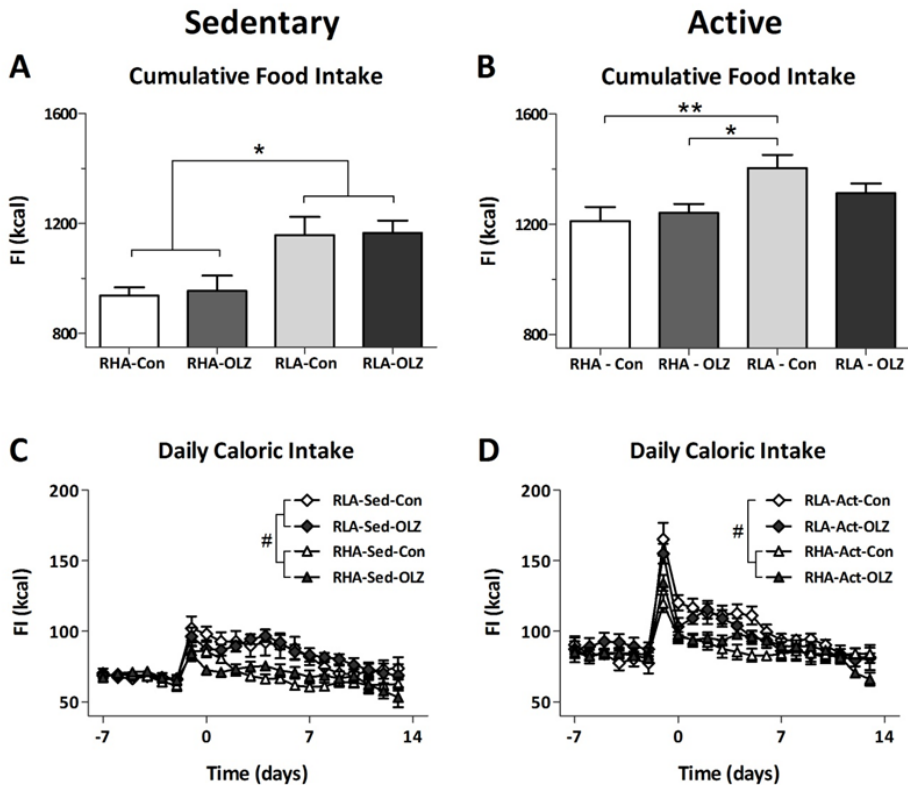 Sedentary
Active
A
Cumulative Food Intake
FI (kcal)
1600
1200
800
*
RHA-Con
RHA-OLZ
RLA-Con
RLA-OLZ
B
Cumulative Food Intake
FI (kcal)
1600
1200
800
**
*
RHA - Con
RHA - OLZ
RLA - Con
RLA - OLZ
C
Daily Caloric Intake
FI (kcal)
200
150
100
50
#
RLA-Sed-Con
RLA-Sed-OLZ
RHA-Sed-Con
RHA-Sed-OLZ
-7
0
7
14
Time (days)
D
Daily Caloric Intake
FI (kcal)
200
150
100
50
#
RLA-Act-Con
RLA-Act-OLZ
RHA-Act-Con
RHA-Act-OLZ
-7
0
7
14
Time (days)